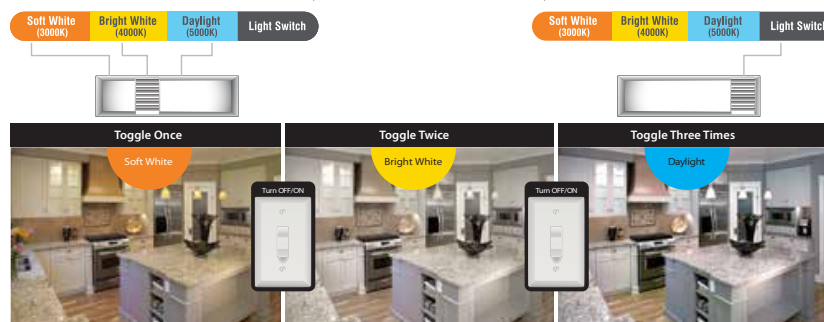 Soft White Bright White Daylight Light Switch
(3000K) (4000K) (5000K)
Soft White Bright White Daylight Light Switch
(3000K) (4000K) (5000K)
Toggle Once Toggle Twice Toggle Three Times
Soft White Bright White Daylight
Turn OFF/ON Turn OFF/ON